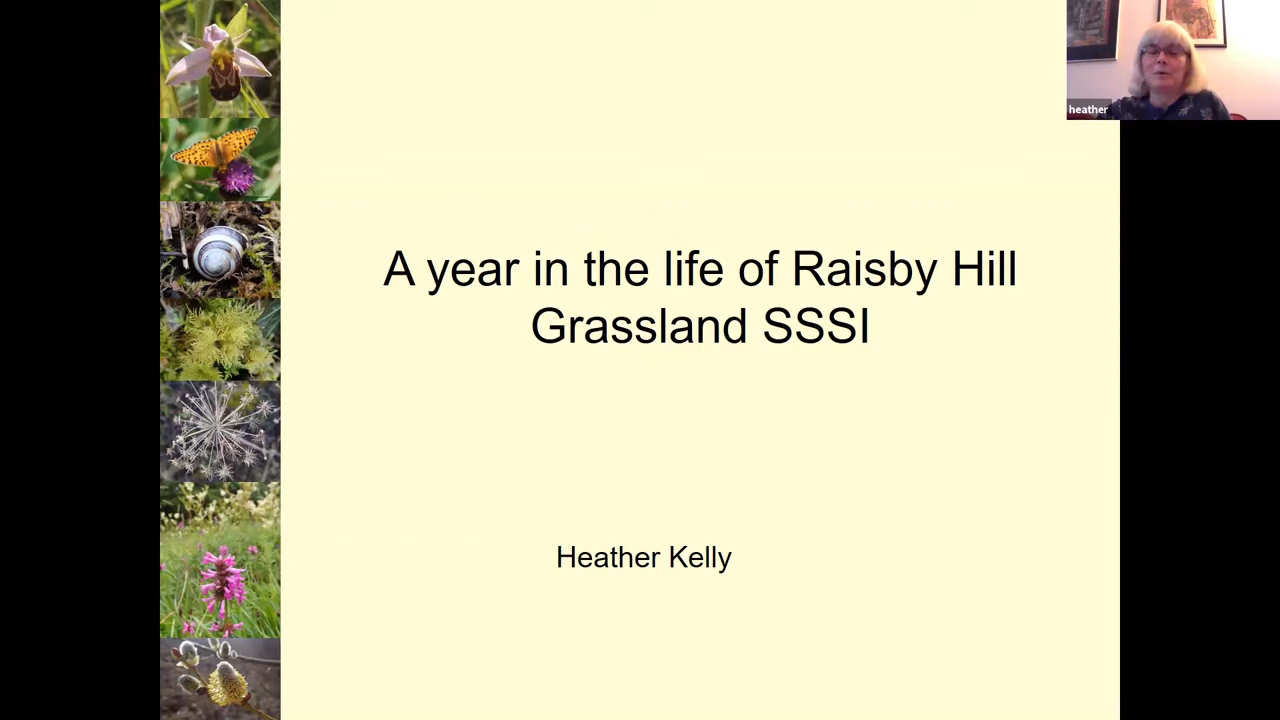 heather
A year in the life of Raisby Hill
Grassland SSSI
Heather Kelly